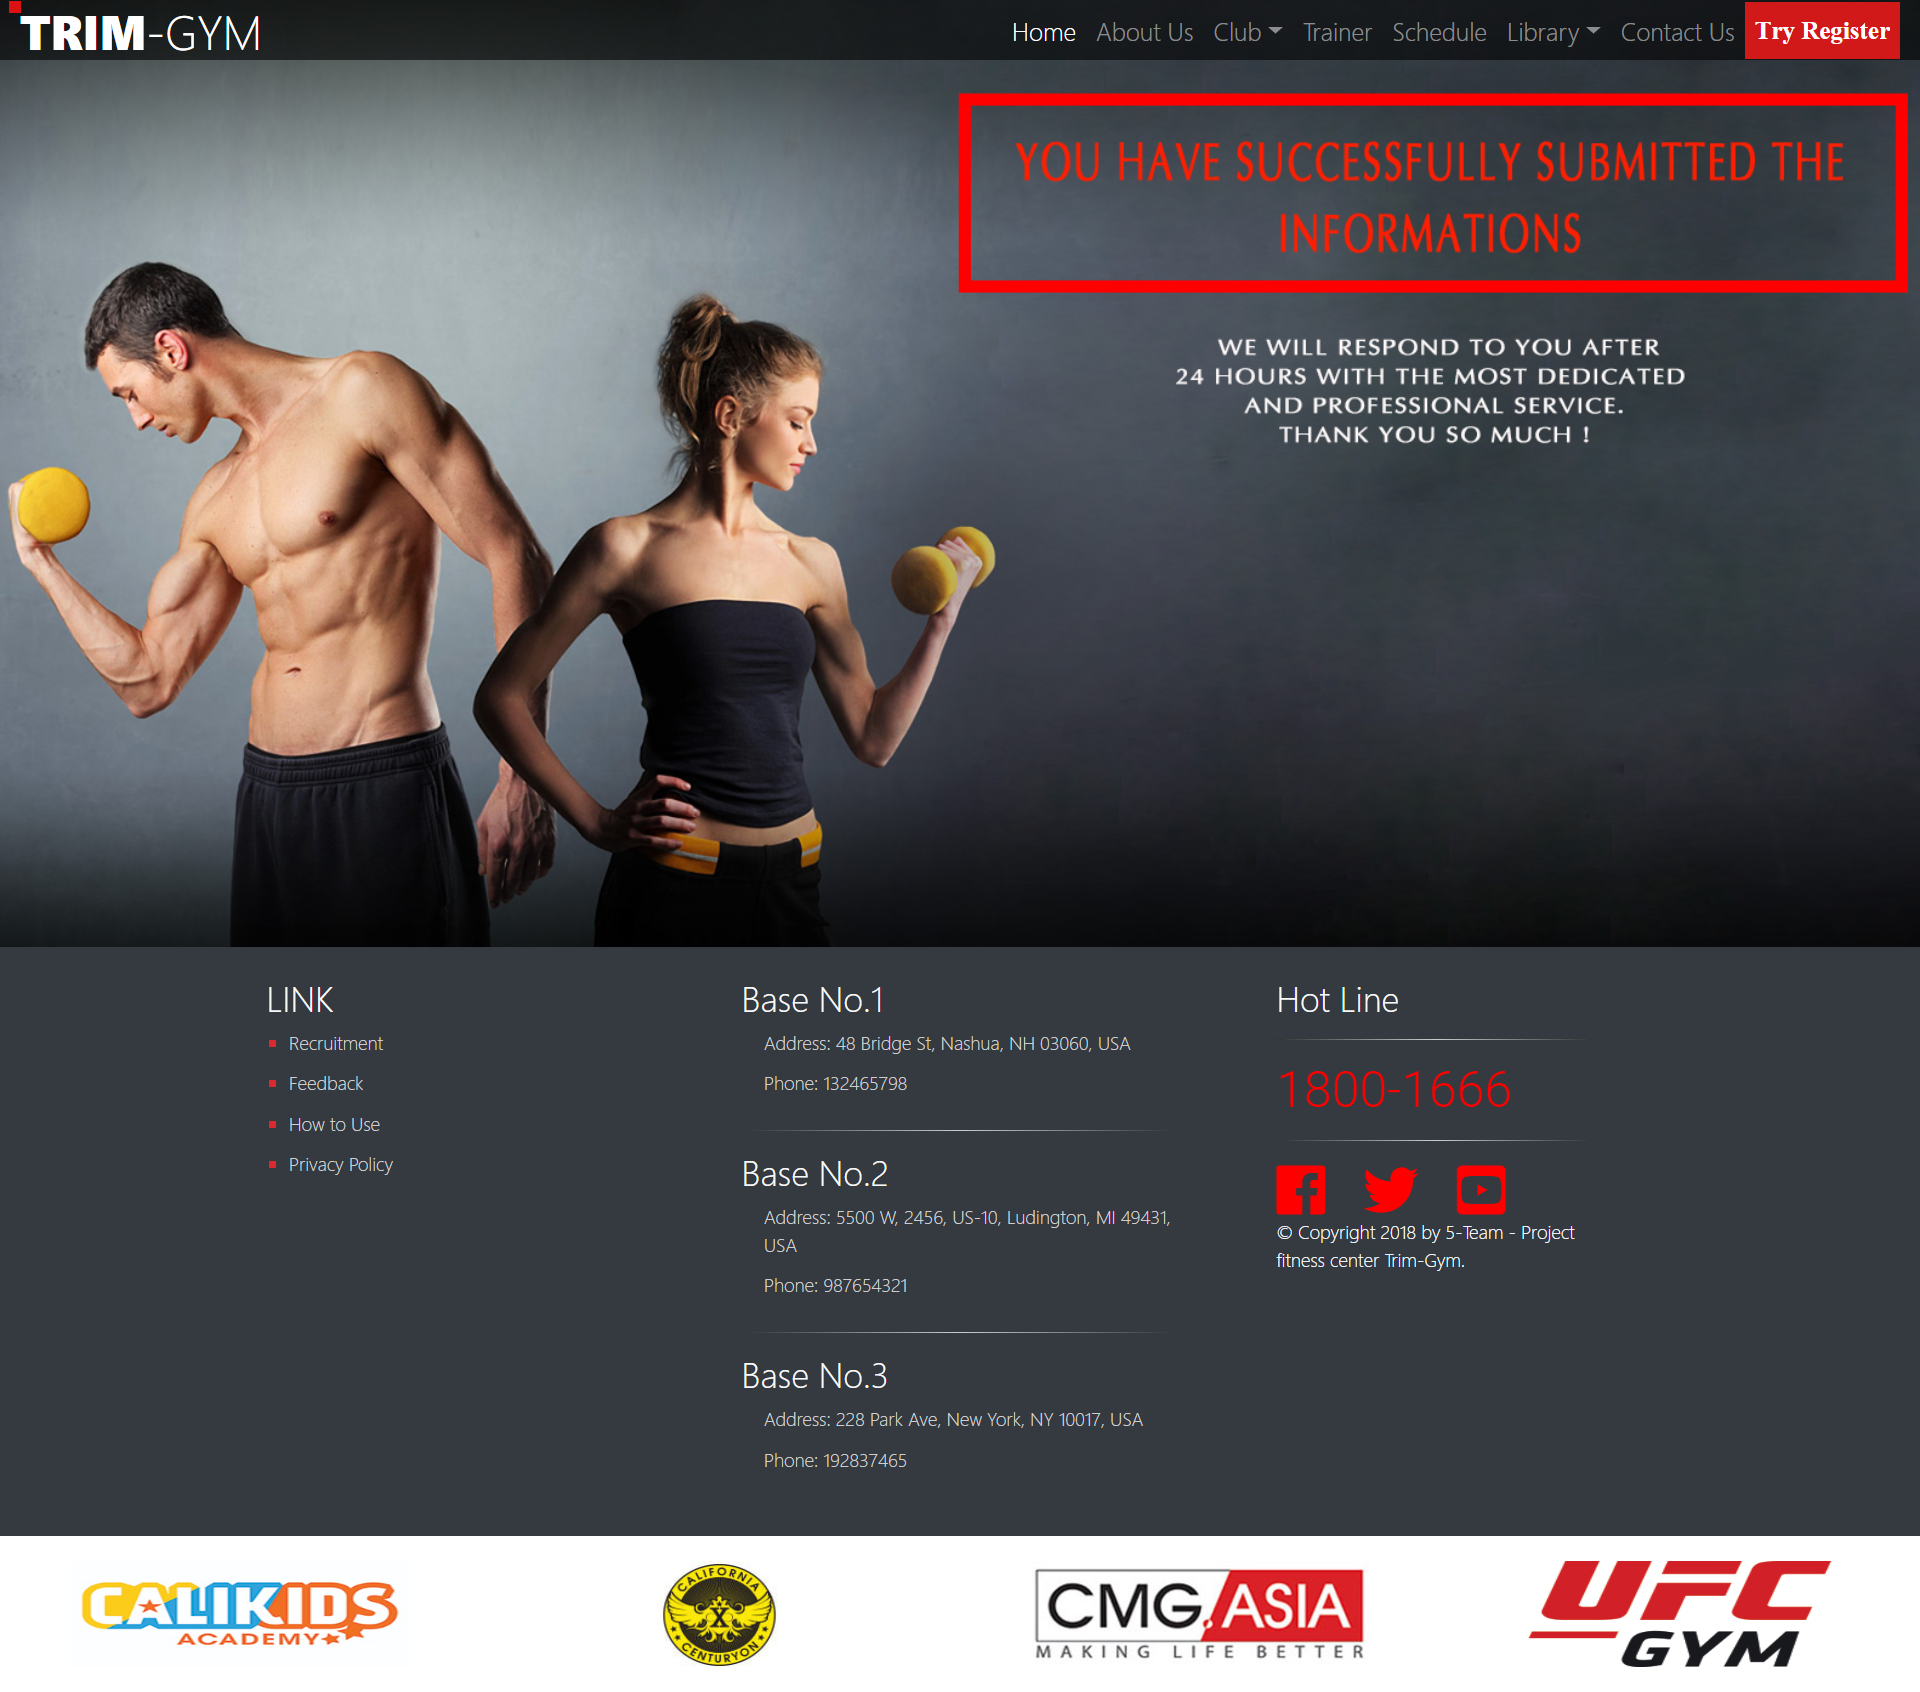 TRIM-GYM
Home About Us Club Trainer Schedule Library Contact Us Try Register
YOU HAVE SUCCESSFULLY SUBMITTED THE
INFORMATIONS
WE WILL RESPOND TO YOU AFTER
24 HOURS WITH THE MOST DEDICATED
AND PROFESSIONAL SERVICE.
THANK YOU SO MUCH !
LINK
Recruitment
Feedback
How to Use
Privacy Policy
Base No.1
Address: 48 Bridge St, Nashua, NH 03060, USA
Phone: 132465798
Base No.2
Address: 5500 W, 2456, US-10, Ludington, MI 49431,
USA
Phone: 987654321
Base No.3
Address: 228 Park Ave, New York, NY 10017, USA
Phone: 192837465
Hot Line
1800-1666
© Copyright 2018 by 5-Team - Project
fitness center Trim-Gym.
CALIKIDS
ACADEMY
CALIFORNIA
X
CENTURYON
CMG.ASIA
MAKING LIFE BETTER
UFC
GYM